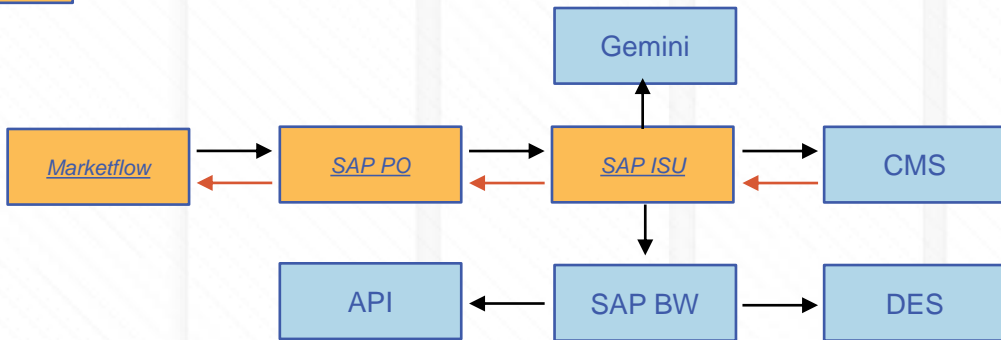 Gemini
Marketflow
SAP PO
SAP ISU
CMS
API
SAP BW
DES